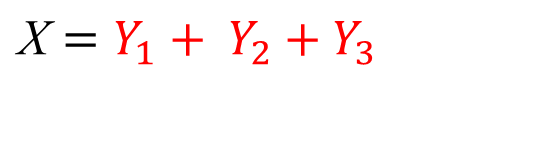 X = Y₁ + Y₂ + Y₃